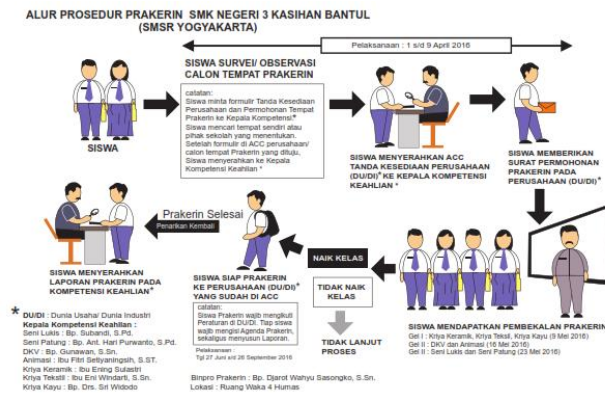 ALUR PROSEDUR PRAKERIN SMK NEGERI 3 KASIHAN BANTUL
(SMSR YOGYAKARTA)
Pelaksanaan : 1 s/d 9 April 2016
SISWA
SISWA SURVEI/ OBSERVASI
CALON TEMPAT PRAKERIN
catatan:
Siswa minta formulir Tanda Kesediaan
Perusahaan dan Permohonan Tempat
Prakerin ke Kepala Kompetensi.*
Siswa mencari tempat sendiri atau
pihak sekolah yang menentukan.
Setelah formulir di ACC perusahaan/
calon tempat Prakerin yang dituju,
Siswa menyerahkan ke Kepala
Kompetensi Keahlian *
SISWA MENYERAHKAN ACC
TANDA KESEDIAAN PERUSAHAAN
(DU/DI)* KE KEPALA KOMPETENSI
KEAHLIAN *
SISWA MEMBERIKAN
SURAT PERMOHONAN
PRAKERIN PADA
PERUSAHAAN (DU/DI)*
SISWA MENDAPATKAN PEMBEKALAN PRAKERIN
Gel I : Kriya Keramik, Kriya Tekstil, Kriya Kayu (9 Mei 2016)
Gel II : DKV dan Animasi (16 Mei 2016)
Gel II : Seni Lukis dan Seni Patung (23 Mei 2016)
NAIK KELAS
TIDAK NAIK
KELAS
TIDAK LANJUT
PROSES
SISWA SIAP PRAKERIN
KE PERUSAHAAN (DU/DI)*
YANG SUDAH DI ACC
catatan:
Siswa Prakerin wajib mengikuti
Peraturan di DU/DI. Tiap siswa
wajib mengisi Agenda Prakerin,
sekaligus menyusun Laporan.
Pelaksanaan :
Tgl 27 Juni s/d 26 September 2016
Prakerin Selesai
Penarikan Kembali
SISWA MENYERAHKAN
LAPORAN PRAKERIN PADA
KOMPETENSI KEAHLIAN*
* DU/DI : Dunia Usaha/ Dunia Industri
Kepala Kompetensi Keahlian :
Seni Lukis : Bp. Subandi, S.Pd.
Seni Patung : Bp. Ant. Hari Purwanto, S.Pd.
DKV : Bp. Gunawan, S.Sn.
Animasi : Ibu Fitri Setiyaningsih, S.ST.
Kriya Keramik : Ibu Ening Sulastri
Kriya Tekstil : Ibu Eni Windarti, S.Sn.
Kriya Kayu : Bp. Drs. Sri Widodo
Binpro Prakerin : Bp. Djarot Wahyu Sasongko, S.Sn.
Lokasi : Ruang Waka 4 Humas